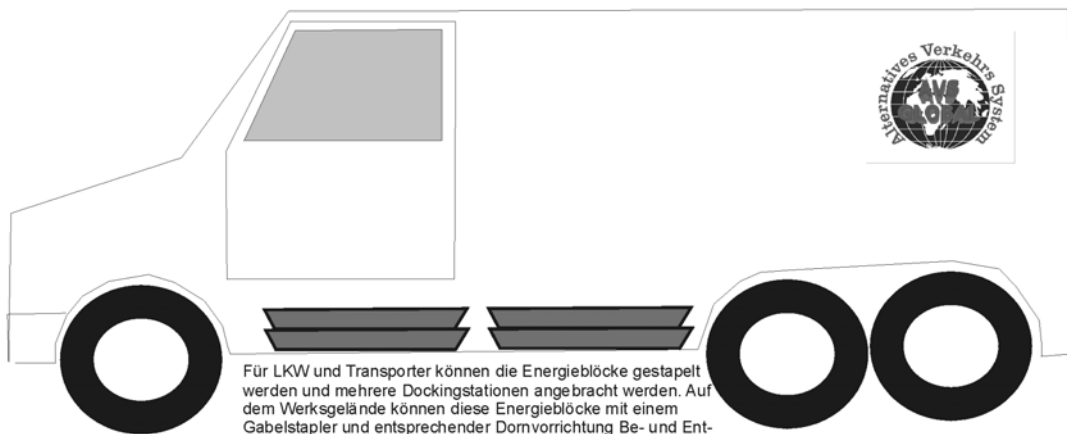 Alternatives Verkehrs System
AVS
GLOBAL
Für LKW und Transporter können die Energieblöcke gestapelt
werden und mehrere Dockingstationen angebracht werden. Auf
dem Werksgelände können diese Energieblöcke mit einem
Gabelstapler und entsprechender Dornvorrichtung Be- und Ent-